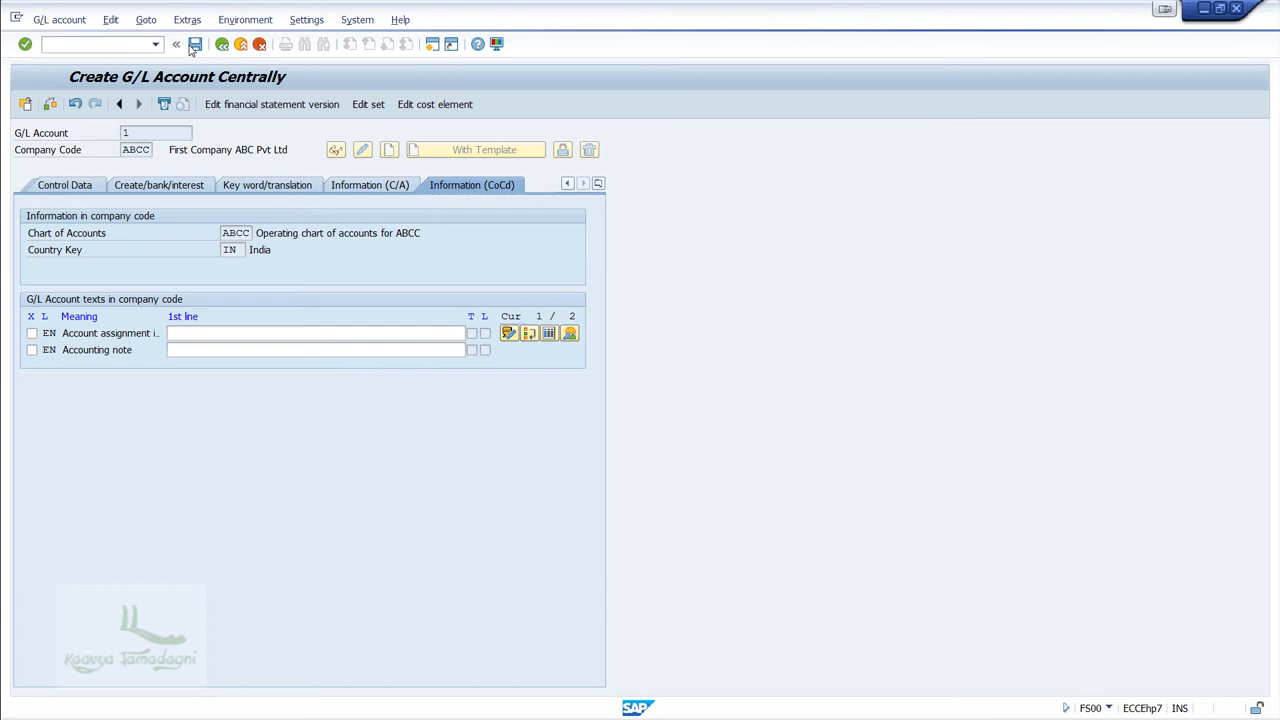 G/L account Edit Goto Extras Environment Settings System Help
Create G/L Account Centrally
Edit financial statement version Edit set Edit cost element
G/L Account 1
Company Code ABCC First Company ABC Pvt Ltd With Template
Control Data Create/bank/interest Key word/translation Information (C/A) Information (CoCd)
Information in company code
Chart of Accounts ABCC Operating chart of accounts for ABCC
Country Key IN India
G/L Account texts in company code
X L Meaning 1st line T L Cur 1 / 2
EN Account assignment i..
EN Accounting note
Kaavya Jamadagni
SAP FS00 ECCEhp7 INS